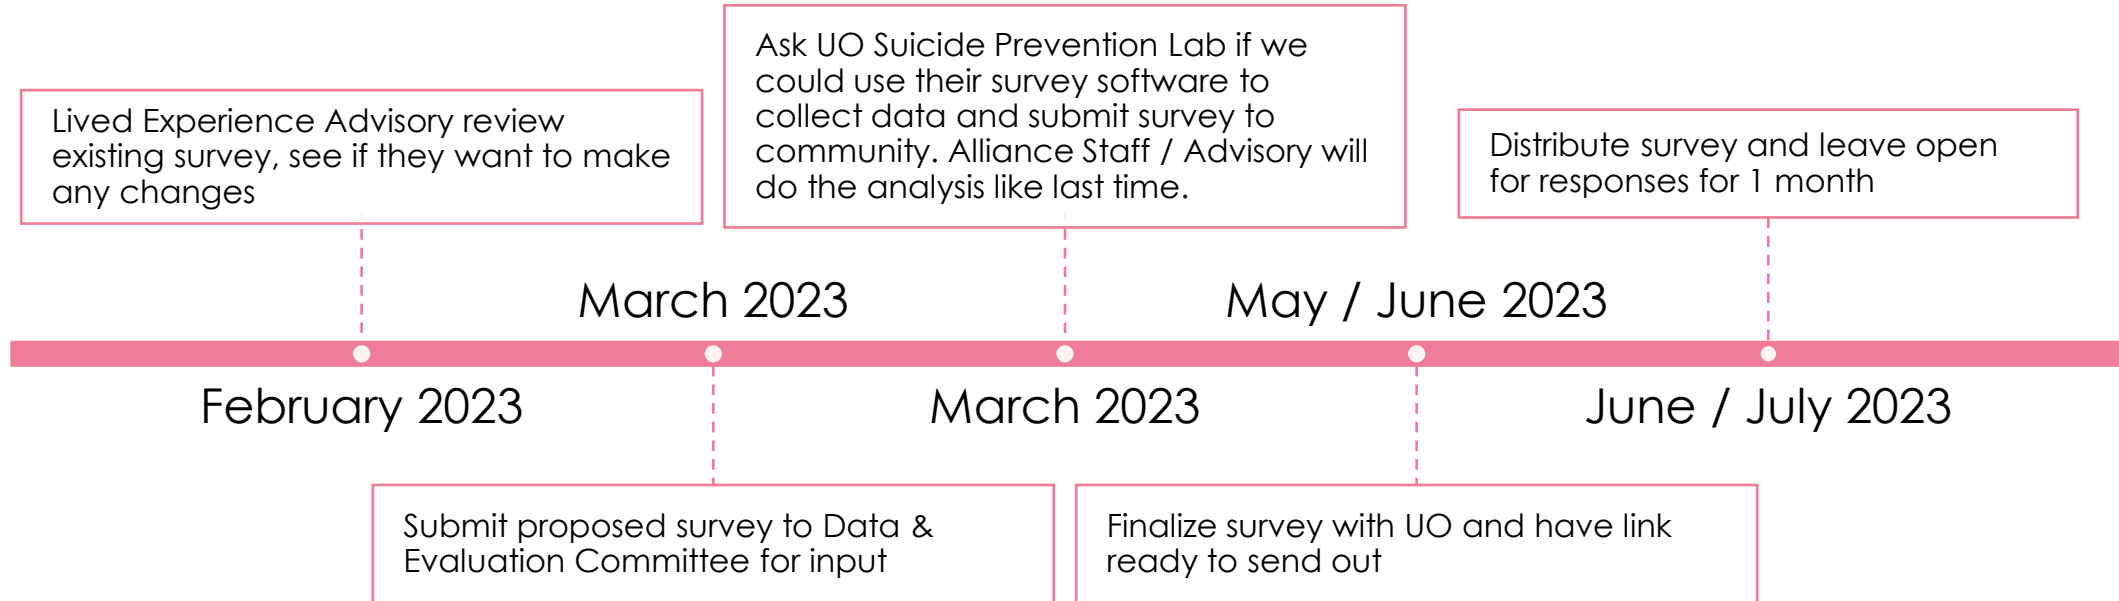 Lived Experience Advisory review
existing survey, see if they want to make
any changes
February 2023
March 2023
Submit proposed survey to Data &
Evaluation Committee for input
Ask UO Suicide Prevention Lab if we
could use their survey software to
collect data and submit survey to
community. Alliance Staff / Advisory will
do the analysis like last time.
March 2023
May / June 2023
Finalize survey with UO and have link
ready to send out
Distribute survey and leave open
for responses for 1 month
June / July 2023